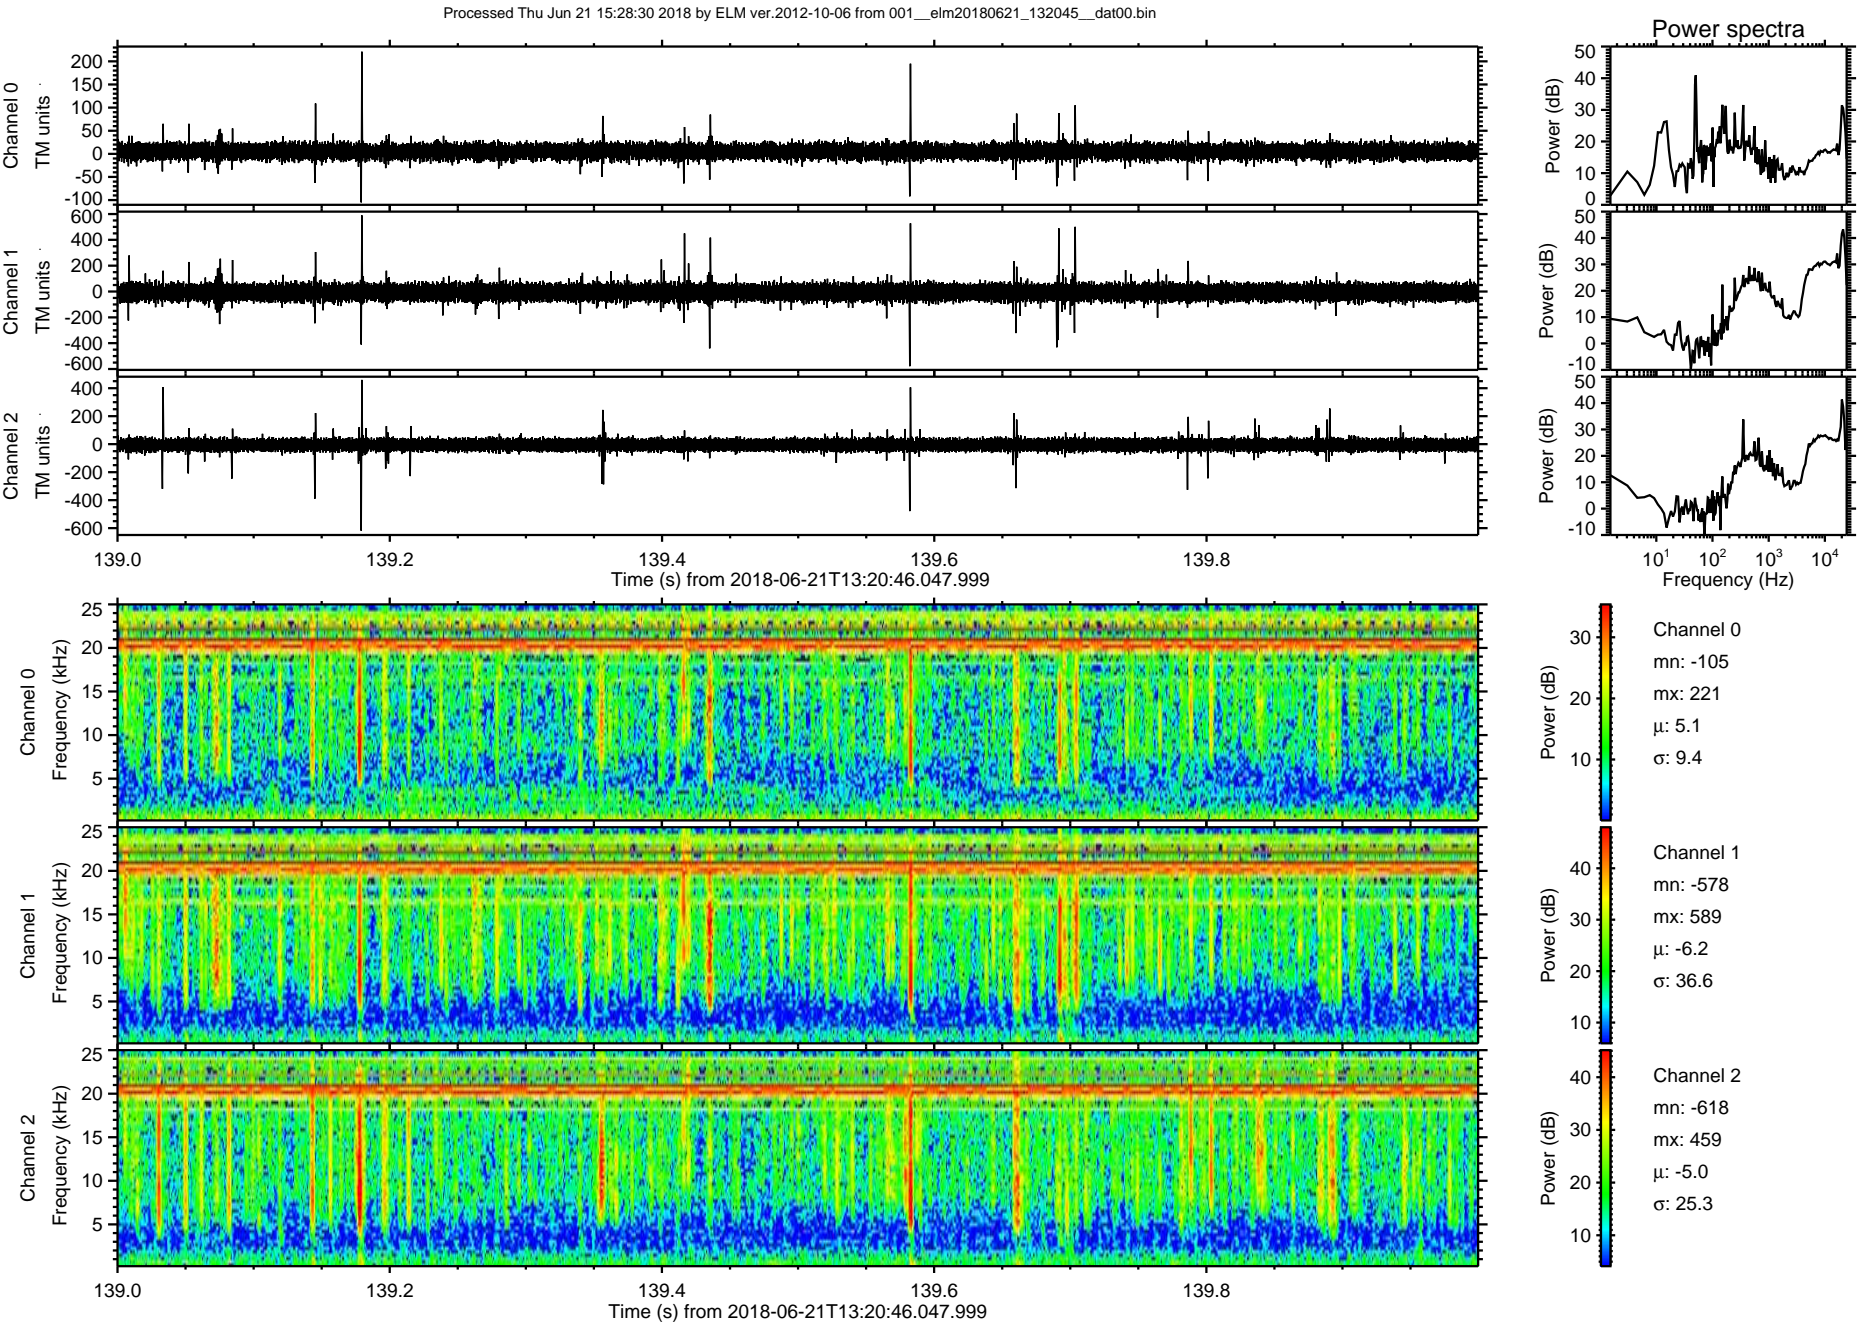 Processed Thu Jun 21 15:28:30 2018 by ELM ver.2012-10-06 from 001__elm20180621_132045__dat00.bin
Power spectra
Channel 0
TM units
200
150
100
50
0
-50
-100
Power (dB)
50
40
30
20
10
0
Channel 1
TM units
600
400
200
0
-200
-400
-600
Power (dB)
50
40
30
20
10
0
-10
Channel 2
TM units
400
200
0
-200
-400
-600
Power (dB)
50
40
30
20
10
0
-10
139.0 139.2 139.4 139.6 139.8
Time (s) from 2018-06-21T13:20:46.047.999
10¹ 10² 10³ 10⁴
Frequency (Hz)
Channel 0
Frequency (kHz)
25
20
15
10
5
Power (dB)
30
20
10
Channel 0
mn: -105
mx: 221
μ: 5.1
σ: 9.4
Channel 1
Frequency (kHz)
25
20
15
10
5
Power (dB)
40
30
20
10
Channel 1
mn: -578
mx: 589
μ: -6.2
σ: 36.6
Channel 2
Frequency (kHz)
25
20
15
10
5
Power (dB)
40
30
20
10
Channel 2
mn: -618
mx: 459
μ: -5.0
σ: 25.3
139.0 139.2 139.4 139.6 139.8
Time (s) from 2018-06-21T13:20:46.047.999